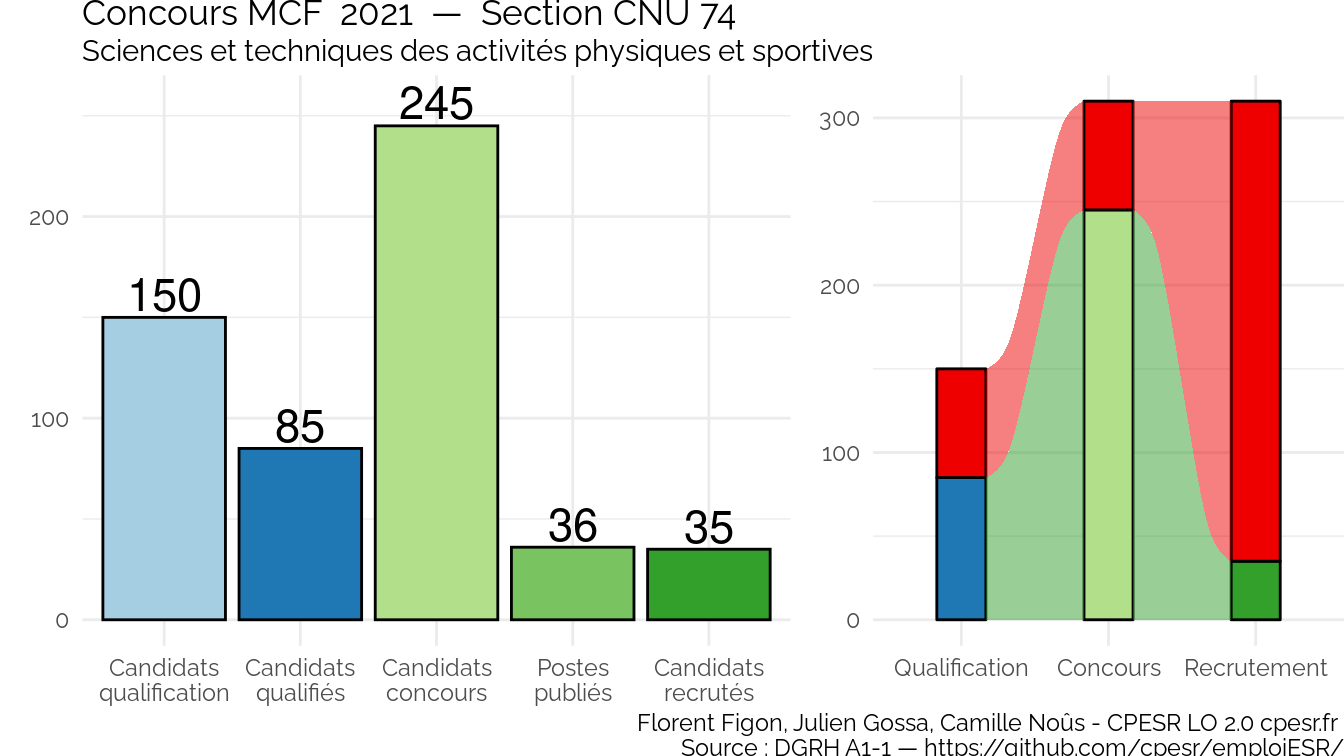 Concours MCF 2021 — Section CNU 74
Sciences et techniques des activités physiques et sportives
245
150
85
36
35
200
100
0
Candidats
qualification
Candidats
qualifiés
Candidats
concours
Postes
publiés
Candidats
recrutés
300
200
100
0
Qualification
Concours
Recrutement
Florent Figon, Julien Gossa, Camille Noûs - CPESR LO 2.0 cpesr.fr
Source : DGRH A1-1 — https://github.com/cpesr/emploiESR/